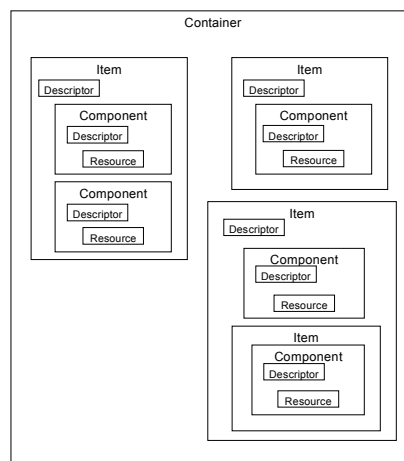 Container
Item
Descriptor
Component
Descriptor
Resource
Component
Descriptor
Resource
Item
Descriptor
Component
Descriptor
Resource
Item
Descriptor
Component
Descriptor
Resource
Item
Component
Descriptor
Resource